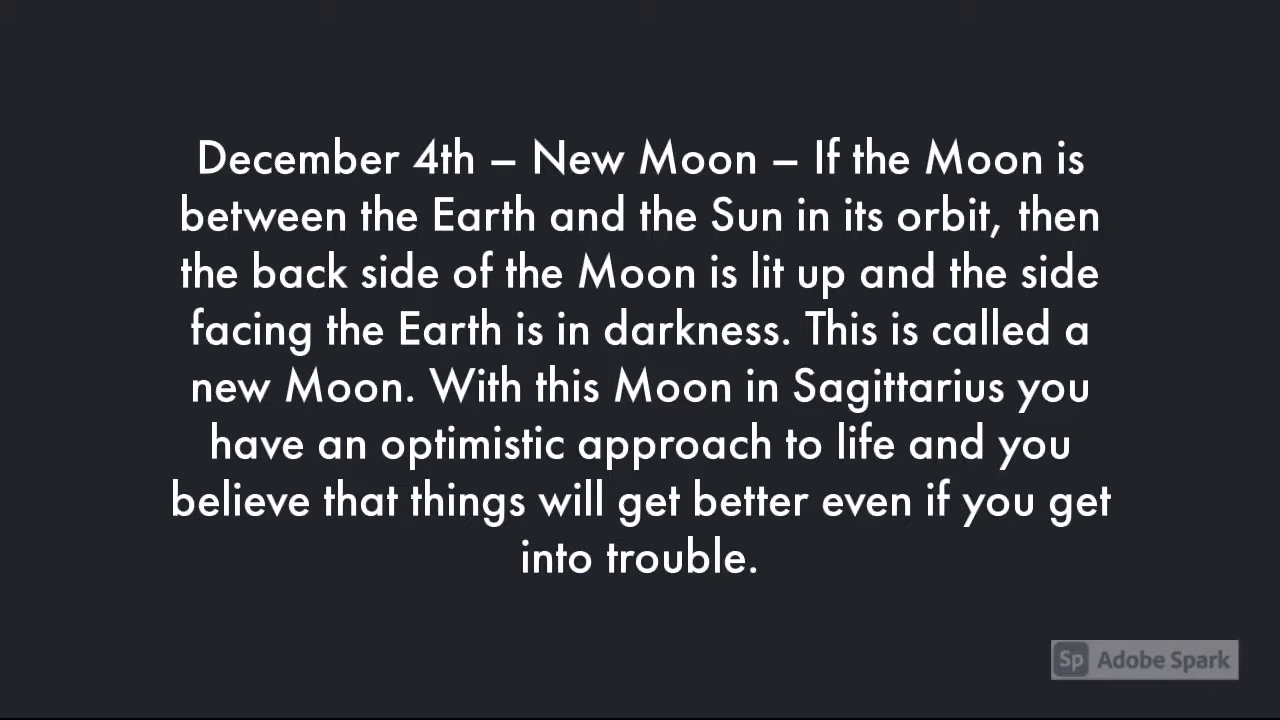 December 4th – New Moon – If the Moon is
between the Earth and the Sun in its orbit, then
the back side of the Moon is lit up and the side
facing the Earth is in darkness. This is called a
new Moon. With this Moon in Sagittarius you
have an optimistic approach to life and you
believe that things will get better even if you get
into trouble.
Sp Adobe Spark